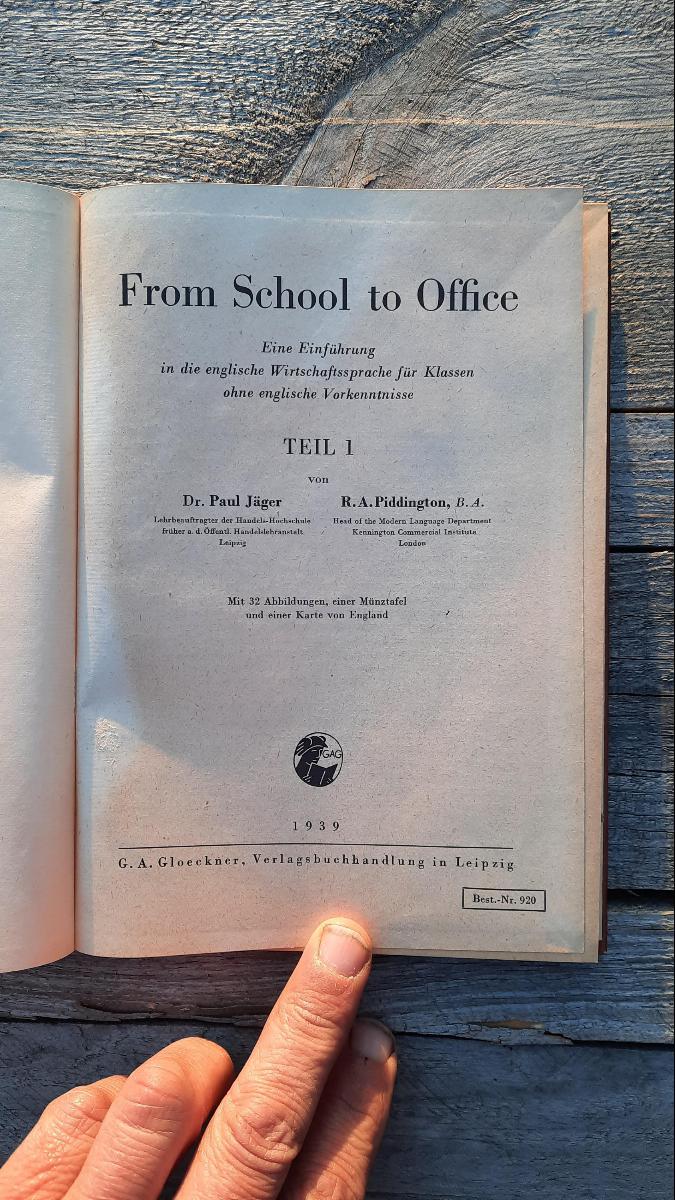 From School to Office
Eine Einführung
in die englische Wirtschaftssprache für Klassen
ohne englische Vorkenntnisse
TEIL 1
von
Dr. Paul Jäger
Lehrbeauftragter der Handels-Hochschule
früher a. d. Öffentl. Handelslehranstalt
Leipzig
R. A. Piddington, B. A.
Head of the Modern Language Department
Kennington Commercial Institute
London
Mit 32 Abbildungen, einer Münztafel
und einer Karte von England
GAG
1939
G. A. Gloeckner, Verlagsbuchhandlung in Leipzig
Best.-Nr. 920